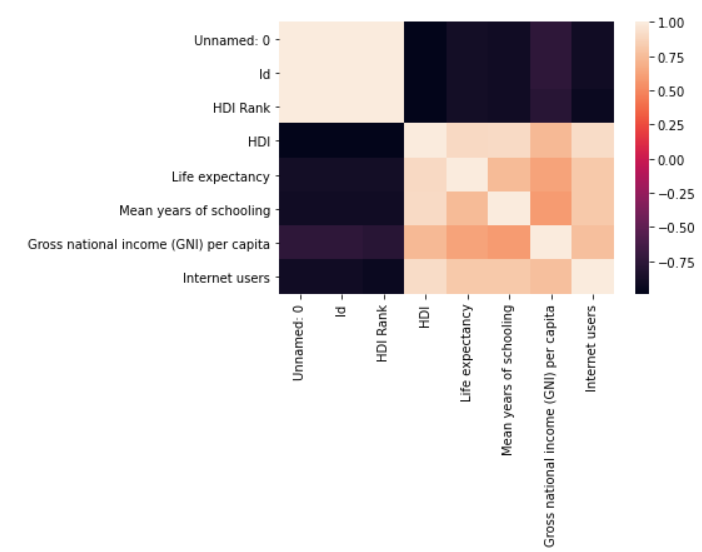 Unnamed: 0
Id
HDI Rank
HDI
Life expectancy
Mean years of schooling
Gross national income (GNI) per capita
Internet users
Unnamed: 0
Id
HDI Rank
HDI
Life expectancy
Mean years of schooling
Gross national income (GNI) per capita
Internet users
1.00
0.75
0.50
0.25
0.00
−0.25
−0.50
−0.75